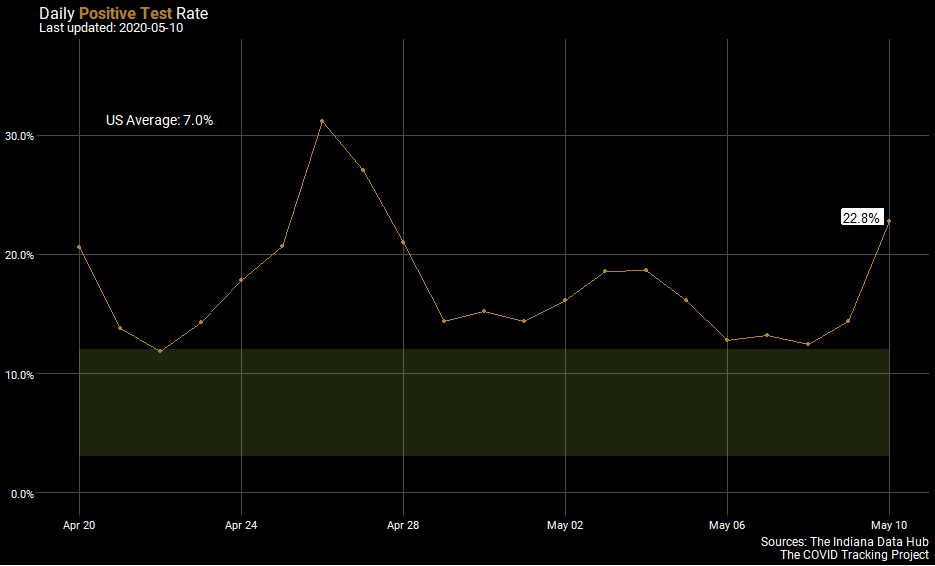 Daily Positive Test Rate
Last updated: 2020-05-10
US Average: 7.0%
30.0%
22.8%
20.0%
10.0%
0.0%
Apr 20 Apr 24 Apr 28 May 02 May 06 May 10
Sources: The Indiana Data Hub
The COVID Tracking Project